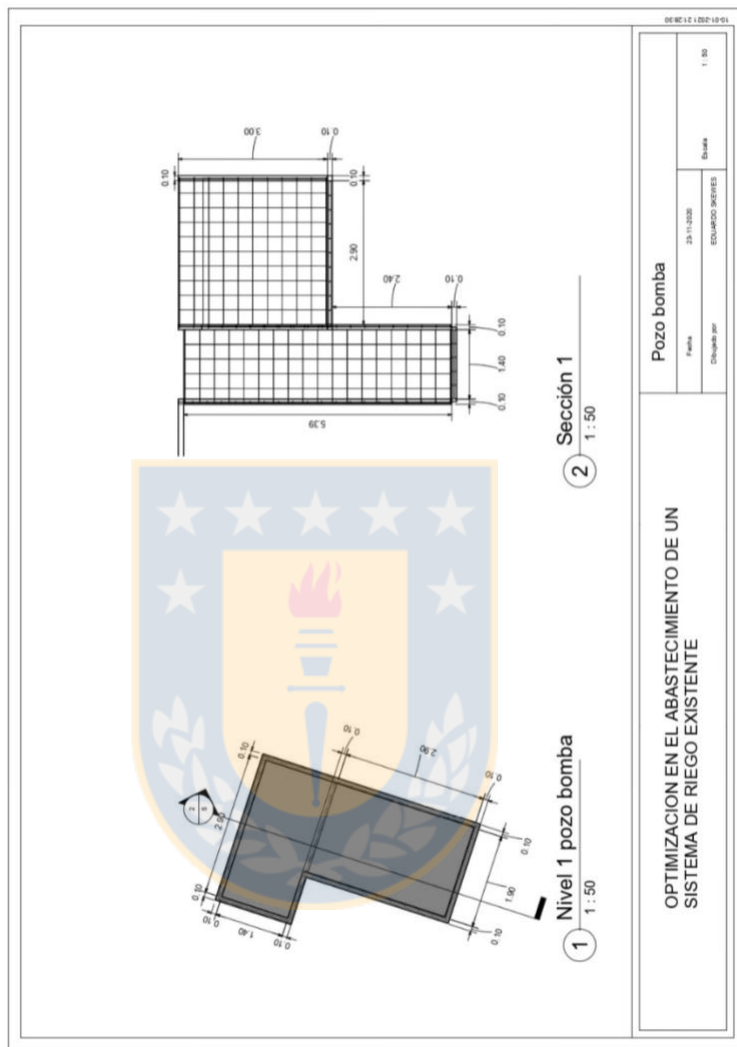 10-01-2021 21:28:30
0.10
3.00
0.10
0.10
2.90
2.40
0.10
0.10
1.40
0.10
5.39
2 Sección 1
1 : 50
0.10
2.90
0.10
0.10
1.40
0.10
0.10
2.90
0.10
0.10
1.90
0.10
2
1 Nivel 1 pozo bomba
1 : 50
OPTIMIZACION EN EL ABASTECIMIENTO DE UN
SISTEMA DE RIEGO EXISTENTE
Pozo bomba
Fecha 23-11-2020
Dibujado por EDUARDO
Escala 1 : 50